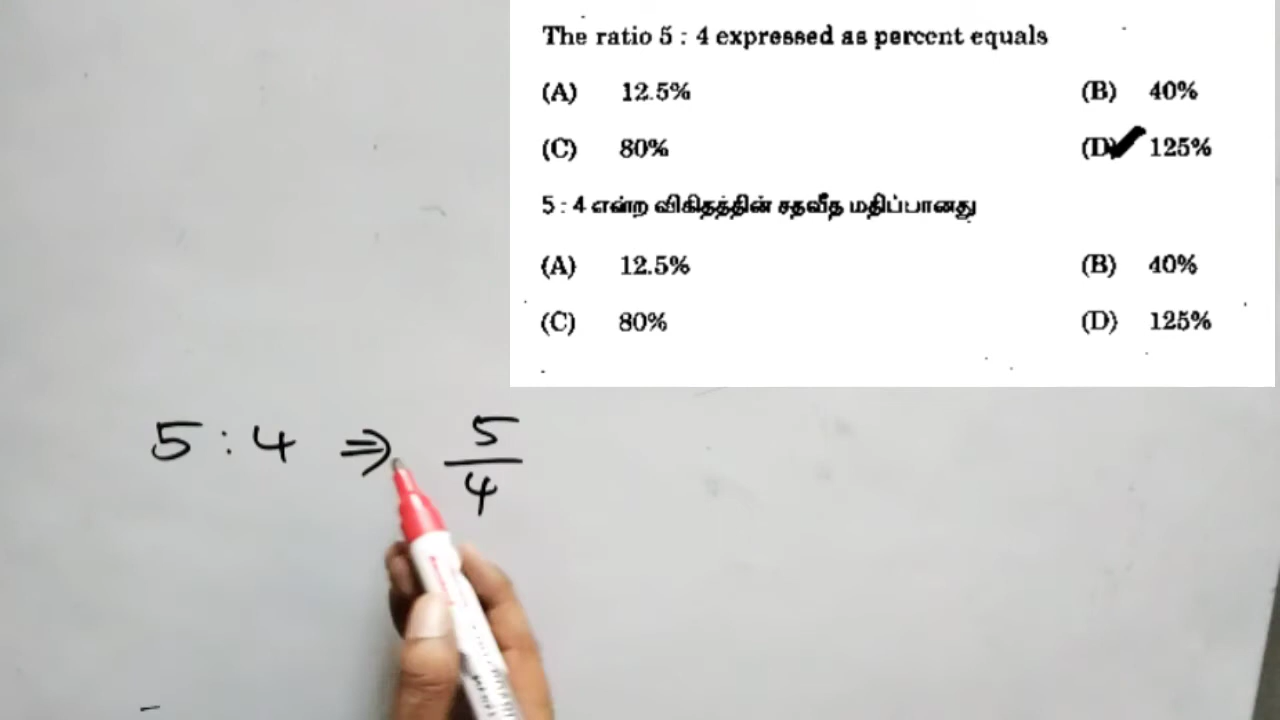 The ratio 5 : 4 expressed as percent equals
(A) 12.5% (B) 40%
(C) 80% (D) 125%
5 : 4 என்ற விகிதத்தின் சதவீத மதிப்பானது
(A) 12.5% (B) 40%
(C) 80% (D) 125%
5 : 4 ⇒ 5/4